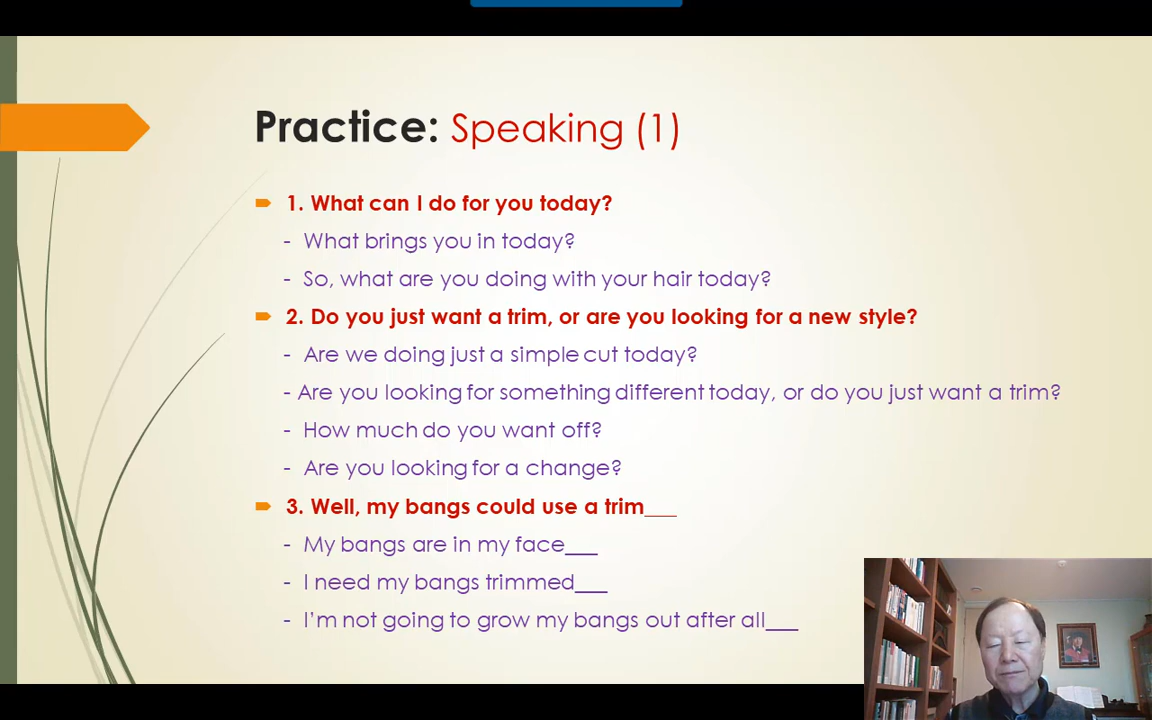 Practice: Speaking (1)
1. What can I do for you today?
- What brings you in today?
- So, what are you doing with your hair today?
2. Do you just want a trim, or are you looking for a new style?
- Are we doing just a simple cut today?
- Are you looking for something different today, or do you just want a trim?
- How much do you want off?
- Are you looking for a change?
3. Well, my bangs could use a trim___
- My bangs are in my face___
- I need my bangs trimmed___
- I'm not going to grow my bangs out after all___